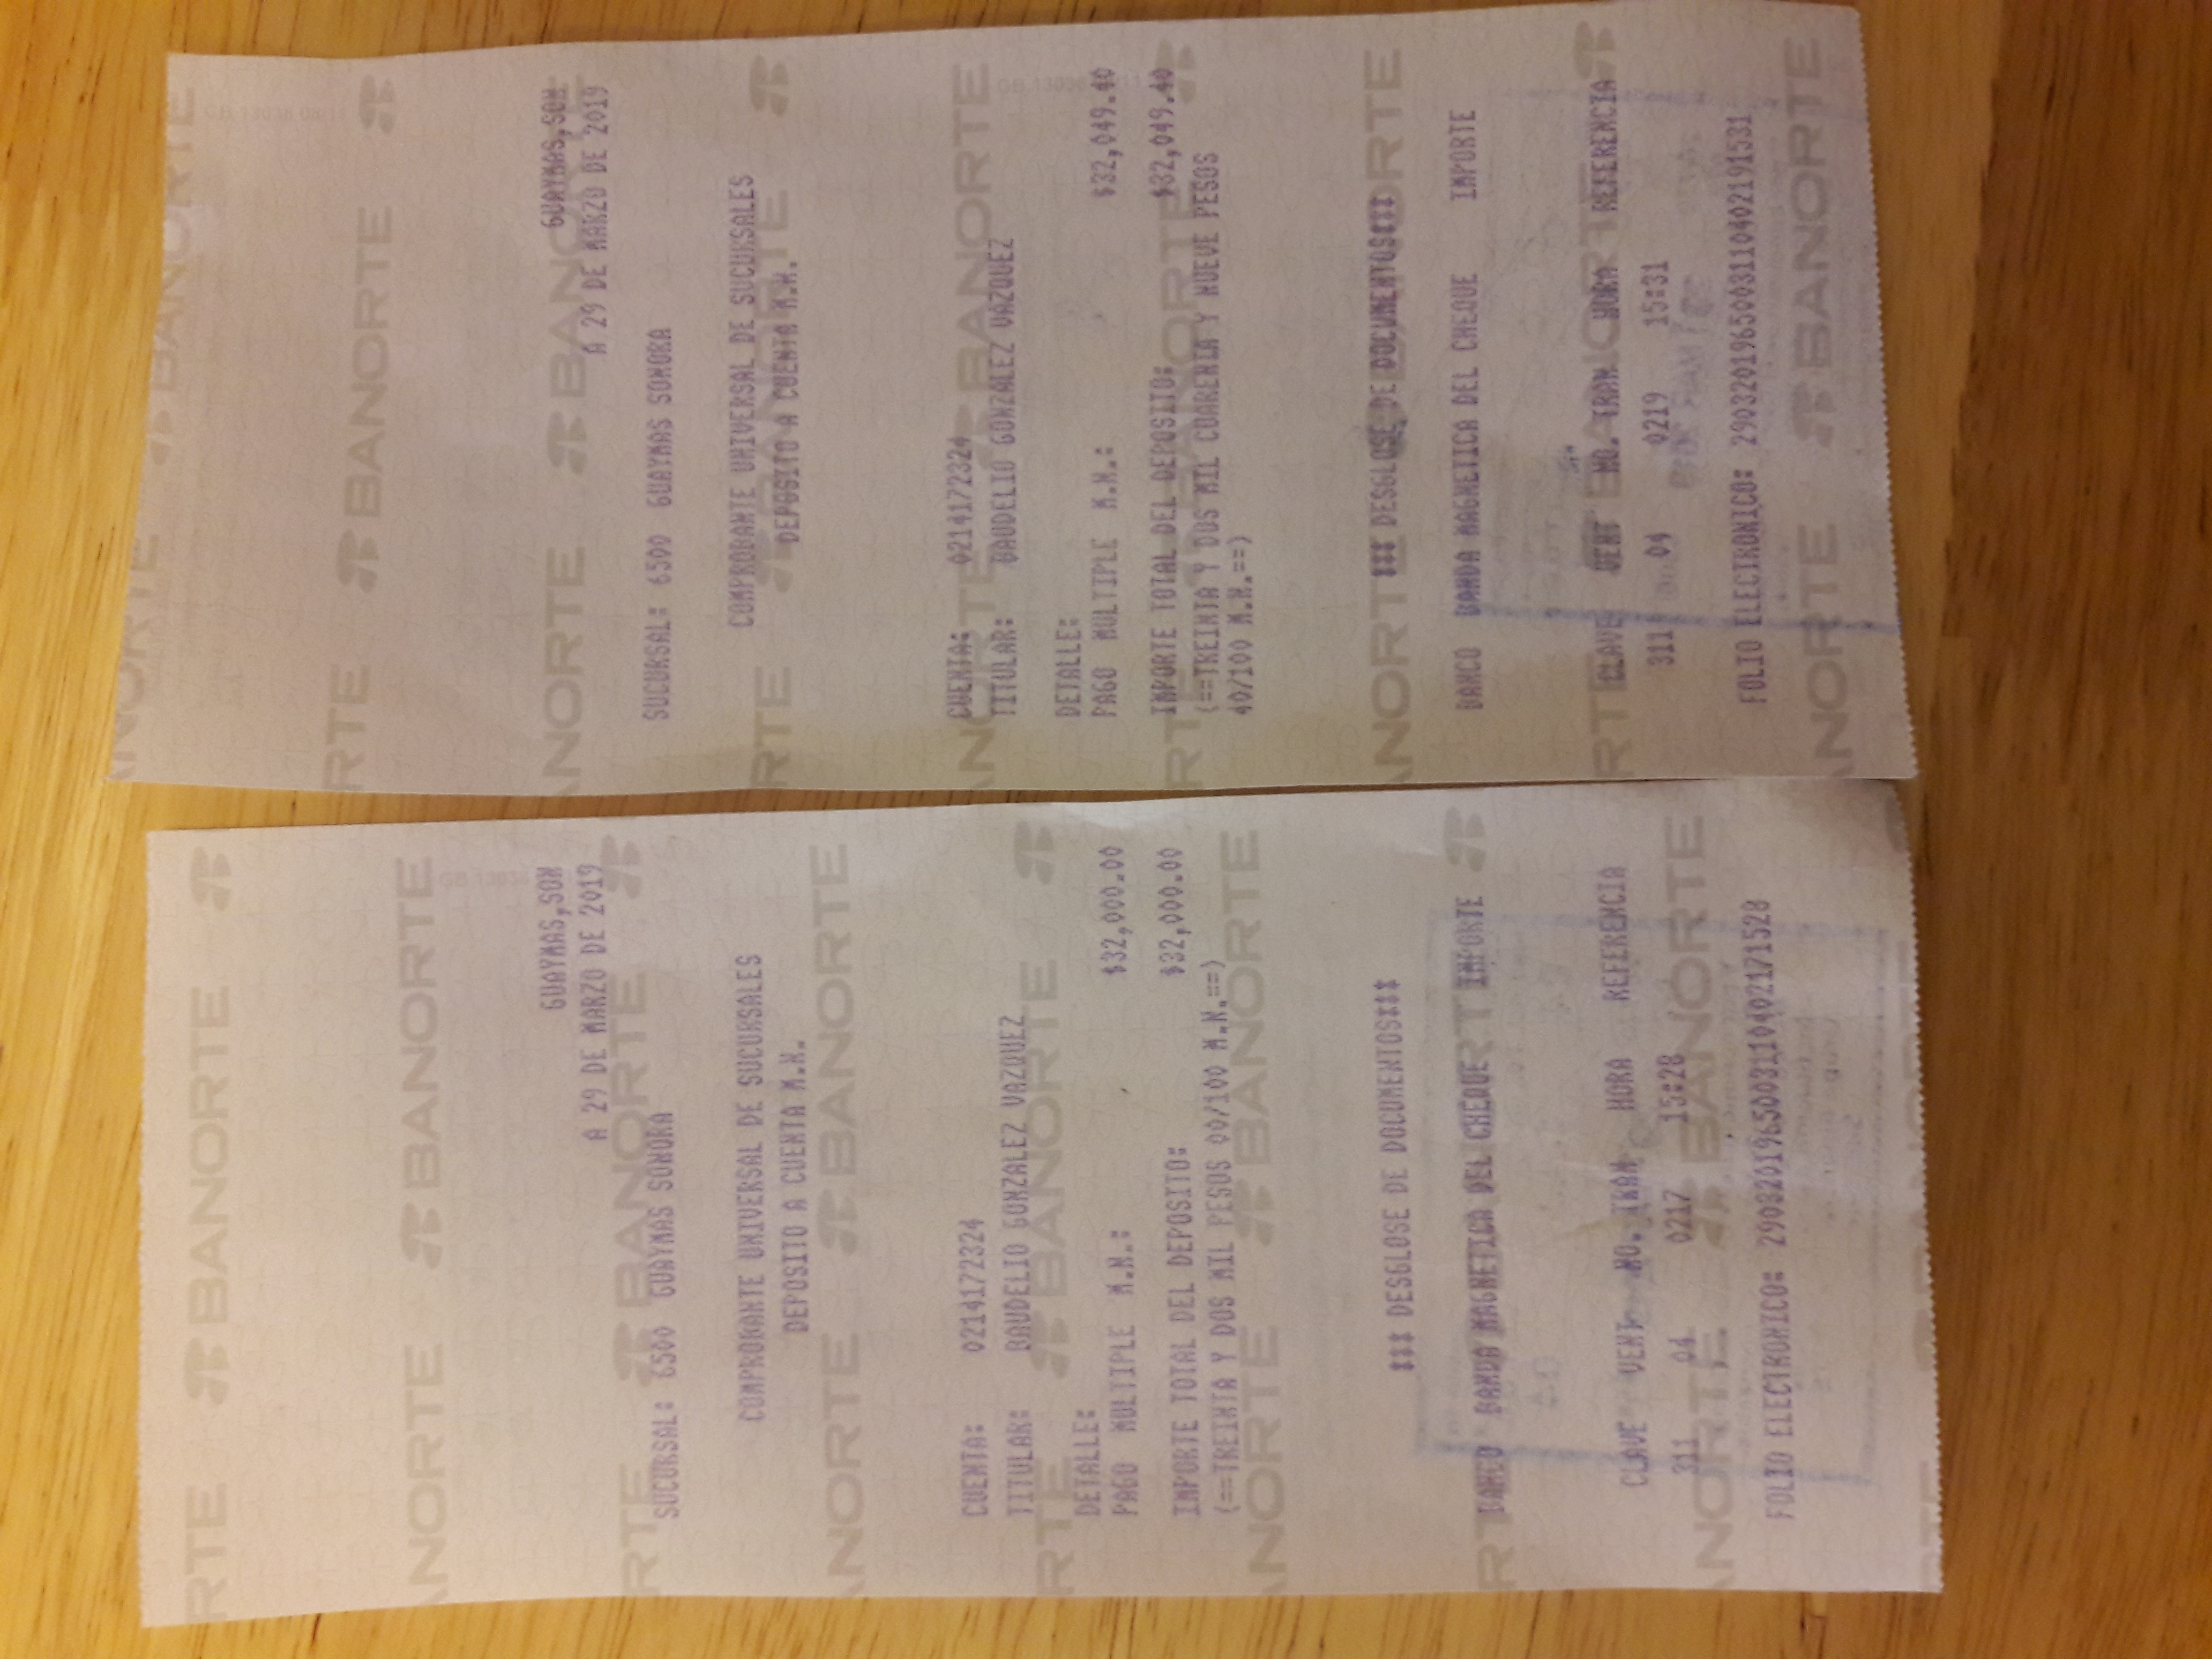 GUAYMAS,SON
A 29 DE MARZO DE 2019
SUCURSAL: 6500 GUAYMAS SONORA
COMPROBANTE UNIVERSAL DE SUCURSALES
DEPOSITO A CUENTA M.N.
CUENTA: 0214172324
TITULAR: BAUDELIO GONZALEZ VAZQUEZ
DETALLE:
PAGO MULTIPLE M.N.: $32,000.00
IMPORTE TOTAL DEL DEPOSITO: $32,000.00
(==TREINTA Y DOS MIL PESOS 00/100 M.N.==)
*** DESGLOSE DE DOCUMENTOS***
BANCO BANDA MAGNETICA DEL CHEQUE IMPORTE
CLAVE VENT NO. TRAN HORA REFERENCIA
311 04 0217 15:28
FOLIO ELECTRONICO: 2903201965003110402171528
BANORTE
GUAYMAS,SON
A 29 DE MARZO DE 2019
SUCURSAL: 6500 GUAYMAS SONORA
COMPROBANTE UNIVERSAL DE SUCURSALES
DEPOSITO A CUENTA M.N.
CUENTA: 0214172324
TITULAR: BAUDELIO GONZALEZ VAZQUEZ
DETALLE:
PAGO MULTIPLE M.N.: $32,049.40
IMPORTE TOTAL DEL DEPOSITO: $32,049.40
(==TREINTA Y DOS MIL CUARENTA Y NUEVE PESOS
40/100 M.N.==)
*** DESGLOSE DE DOCUMENTOS***
BANCO BANDA MAGNETICA DEL CHEQUE IMPORTE
CLAVE VENT NO. TRAN HORA REFERENCIA
311 04 0219 15:31
FOLIO ELECTRONICO: 2903201965003110402191531
BANORTE